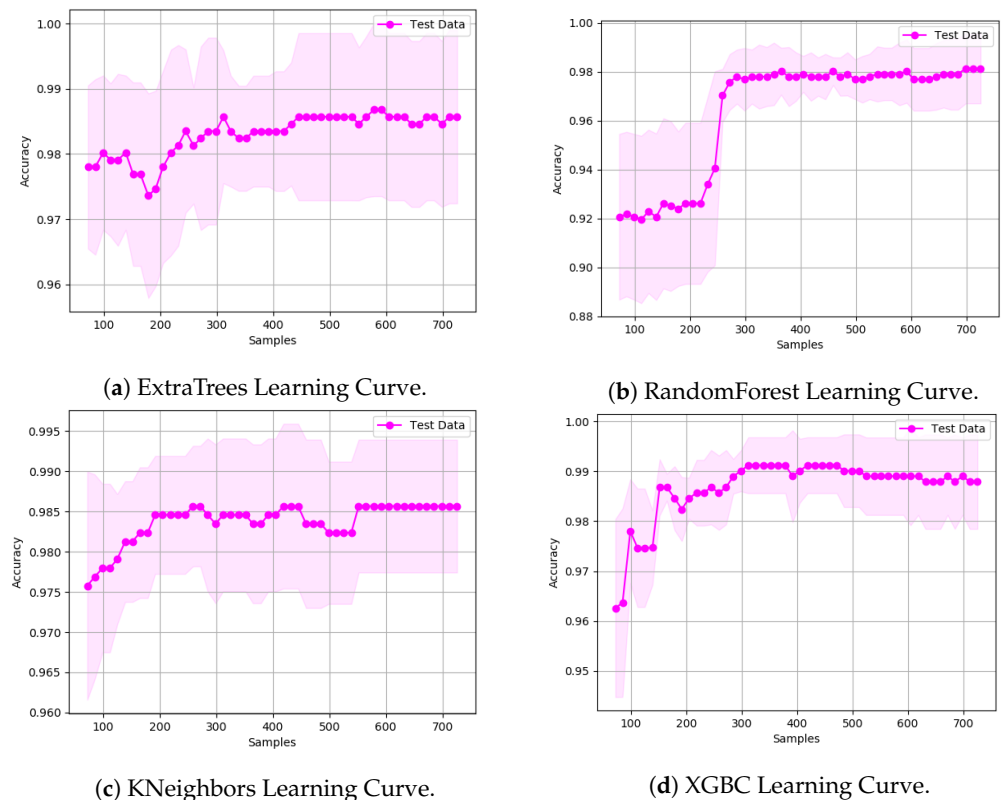 1.00
0.99
0.98
0.97
0.96
Accuracy
Test Data
100 200 300 400 500 600 700
Samples
(a) ExtraTrees Learning Curve.
1.00
0.98
0.96
0.94
0.92
0.90
0.88
Accuracy
Test Data
100 200 300 400 500 600 700
Samples
(b) RandomForest Learning Curve.
0.995
0.990
0.985
0.980
0.975
0.970
0.965
0.960
Accuracy
Test Data
100 200 300 400 500 600 700
Samples
(c) KNeighbors Learning Curve.
1.00
0.99
0.98
0.97
0.96
0.95
Accuracy
Test Data
100 200 300 400 500 600 700
Samples
(d) XGBC Learning Curve.